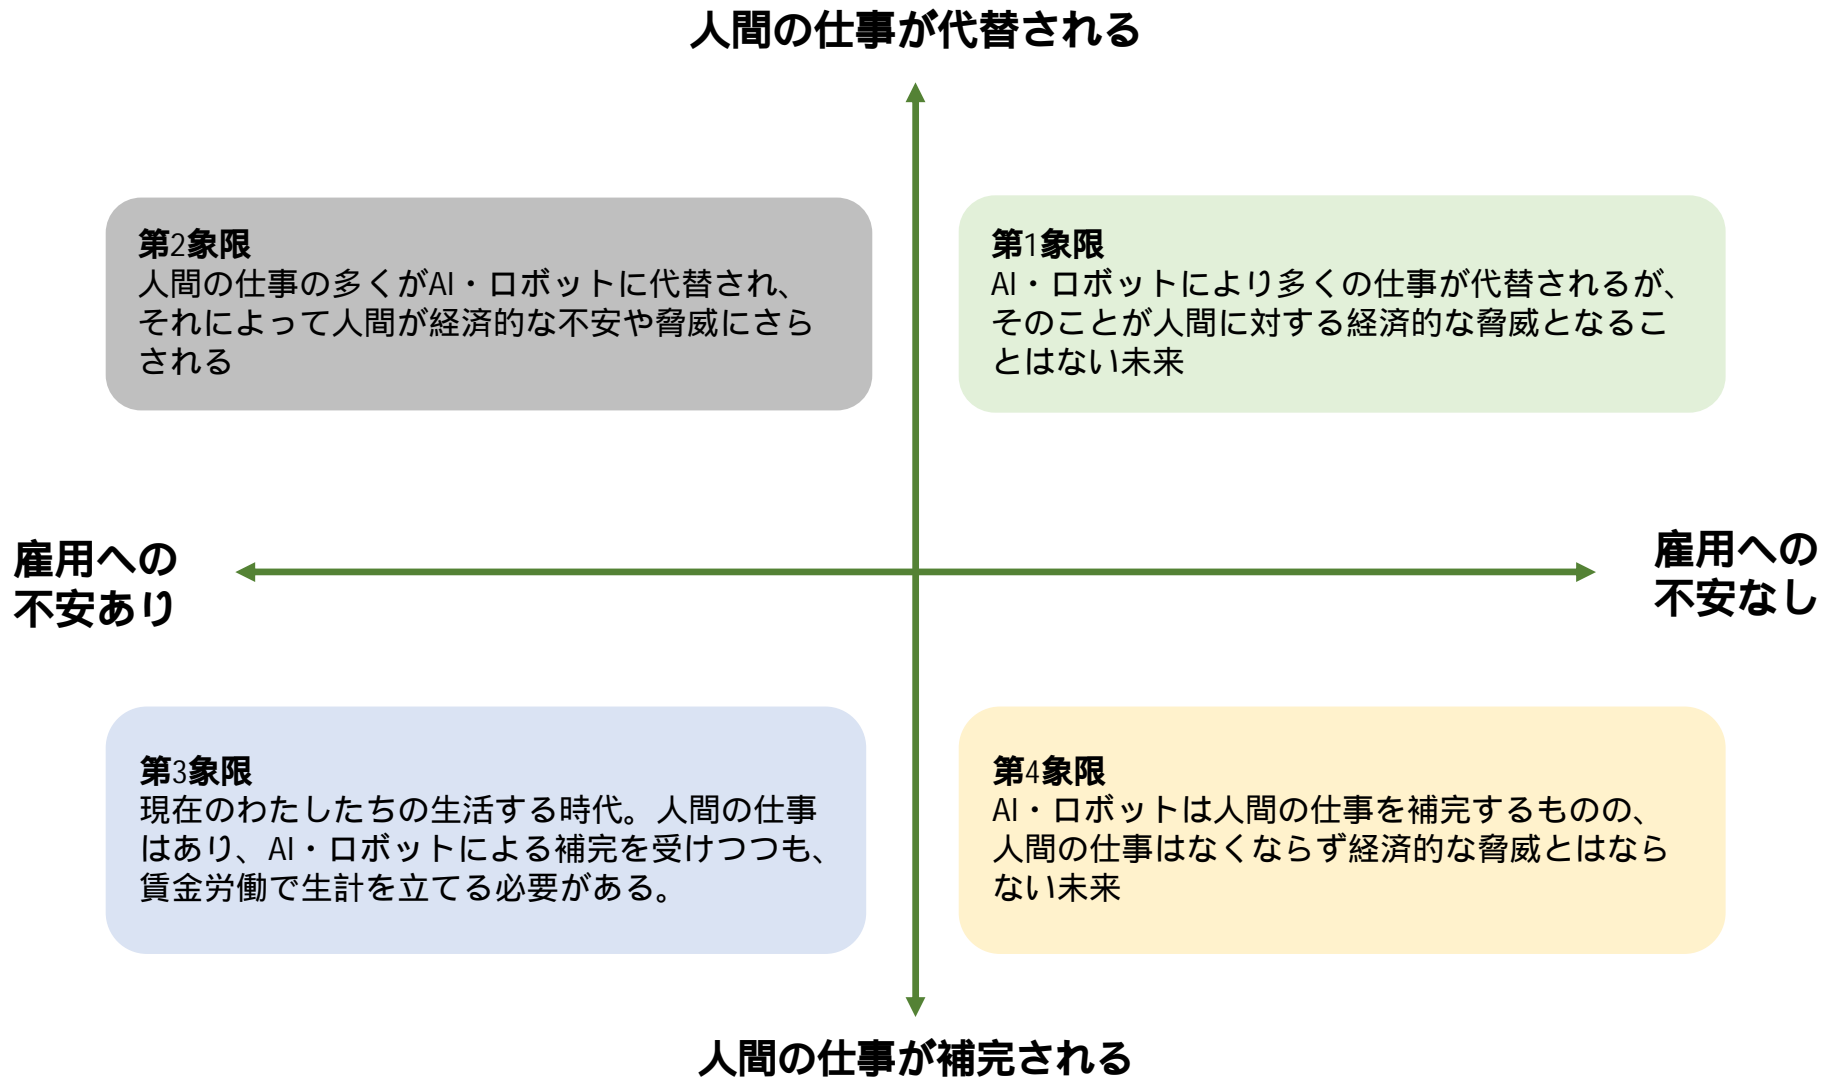 人間の仕事が代替される
第2象限
人間の仕事の多くがAI・ロボットに代替され、
それによって人間が経済的な不安や脅威にさら
される
第1象限
AI・ロボットにより多くの仕事が代替されるが、
そのことが人間に対する経済的な脅威となるこ
とはない未来
雇用への
不安あり
雇用への
不安なし
第3象限
現在のわたしたちの生活する時代。人間の仕事
はあり、AI・ロボットによる補完を受けつつも、
賃金労働で生計を立てる必要がある。
第4象限
AI・ロボットは人間の仕事を補完するものの、
人間の仕事はなくならず経済的な脅威とはなら
ない未来
人間の仕事が補完される